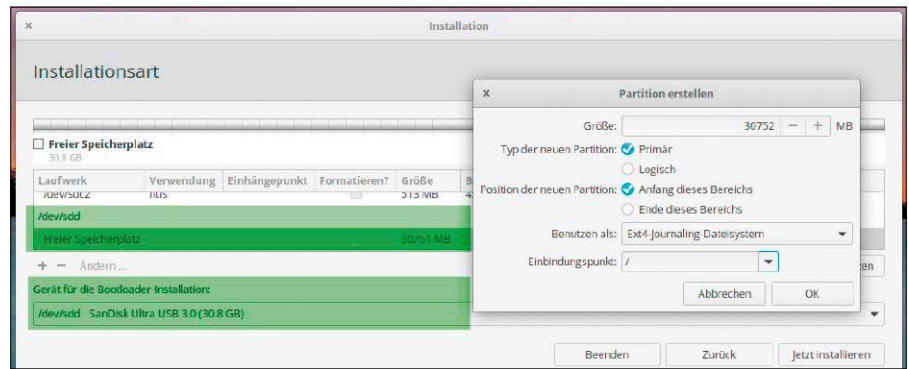 Installation
Installationsart
Partition erstellen
Größe: 30752 MB
Typ der neuen Partition: Primär
Logisch
Position der neuen Partition: Anfang dieses Bereichs
Ende dieses Bereichs
Benutzen als: Ext4-Journaling-Dateisystem
Einbindungspunkt: /
Abbrechen OK
Freier Speicherplatz
30.8 GB
Laufwerk Verwendung Einhängepunkt Formatieren? Größe
/dev/sdc2 ntfs 513 MB
/dev/sdd
Freier Speicherplatz 30751 MB
+ − Ändern...
Gerät für die Bootloader-Installation:
/dev/sdd SanDisk Ultra USB 3.0 (30.8 GB)
Beenden Zurück Jetzt installieren